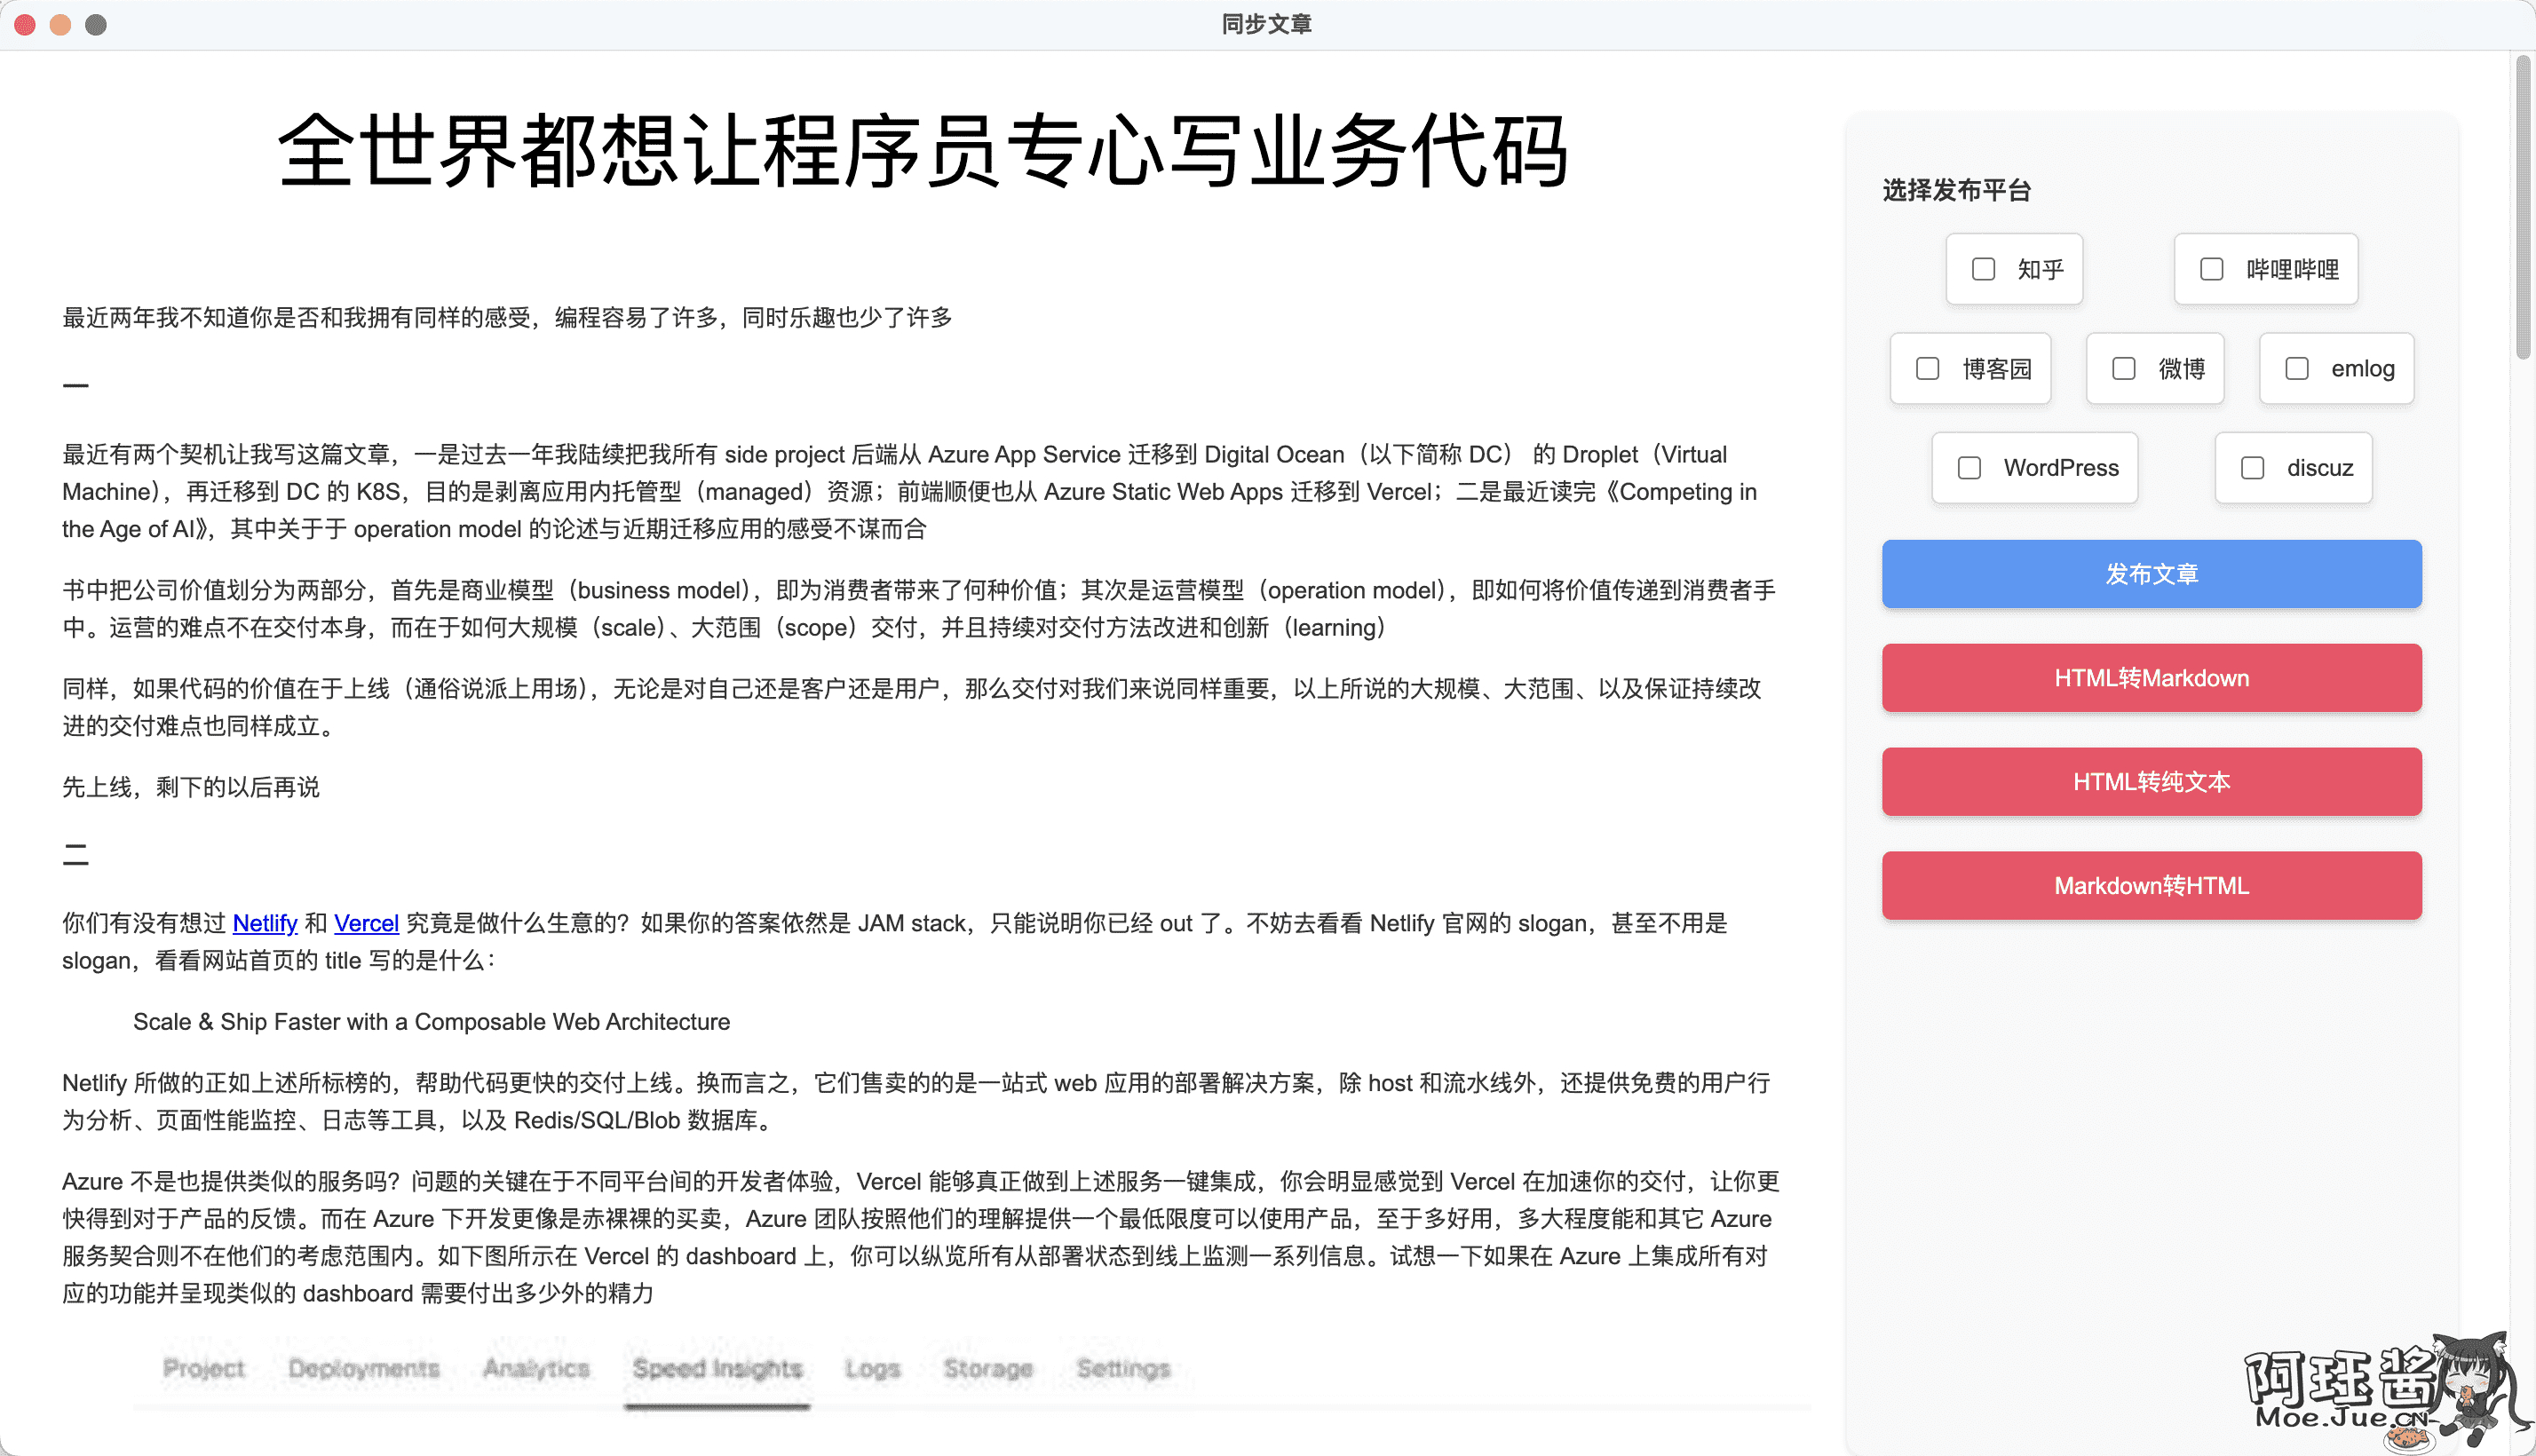 同步文章
全世界都想让程序员专心写业务代码
最近两年我不知道你是否和我拥有同样的感受，编程容易了许多，同时乐趣也少了许多
一
最近有两个契机让我写这篇文章，一是过去一年我陆续把我所有 side project 后端从 Azure App Service 迁移到 Digital Ocean（以下简称 DC） 的 Droplet（Virtual
Machine），再迁移到 DC 的 K8S，目的是剥离应用内托管型（managed）资源；前端顺便也从 Azure Static Web Apps 迁移到 Vercel；二是最近读完《Competing in
the Age of AI》，其中关于于 operation model 的论述与近期迁移应用的感受不谋而合
书中把公司价值划分为两部分，首先是商业模型（business model），即为消费者带来了何种价值；其次是运营模型（operation model），即如何将价值传递到消费者手
中。运营的难点不在交付本身，而在于如何大规模（scale）、大范围（scope）交付，并且持续对交付方法改进和创新（learning）
同样，如果代码的价值在于上线（通俗说派上用场），无论是对自己还是客户还是用户，那么交付对我们来说同样重要，以上所说的大规模、大范围、以及保证持续改
进的交付难点也同样成立。
先上线，剩下的以后再说
二
你们有没有想过 Netlify 和 Vercel 究竟是做什么生意的？如果你的答案依然是 JAM stack，只能说明你已经 out 了。不妨去看看 Netlify 官网的 slogan，甚至不用是
slogan，看看网站首页的 title 写的是什么：
Scale & Ship Faster with a Composable Web Architecture
Netlify 所做的正如上述所标榜的，帮助代码更快的交付上线。换而言之，它们售卖的的是一站式 web 应用的部署解决方案，除 host 和流水线外，还提供免费的用户行
为分析、页面性能监控、日志等工具，以及 Redis/SQL/Blob 数据库。
Azure 不是也提供类似的服务吗？问题的关键在于不同平台间的开发者体验，Vercel 能够真正做到上述服务一键集成，你会明显感觉到 Vercel 在加速你的交付，让你更
快得到对于产品的反馈。而在 Azure 下开发更像是赤裸裸的买卖，Azure 团队按照他们的理解提供一个最低限度可以使用产品，至于多好用，多大程度能和其它 Azure
服务契合则不在他们的考虑范围内。如下图所示在 Vercel 的 dashboard 上，你可以纵览所有从部署状态到线上监测一系列信息。试想一下如果在 Azure 上集成所有对
应的功能并呈现类似的 dashboard 需要付出多少外的精力
Project Deployments Analytics Speed Insights Logs Storage Settings
选择发布平台
知乎 哔哩哔哩
博客园 微博 emlog
WordPress discuz
发布文章
HTML转Markdown
HTML转纯文本
Markdown转HTML
阿珏酱
Moe.Jue.CN